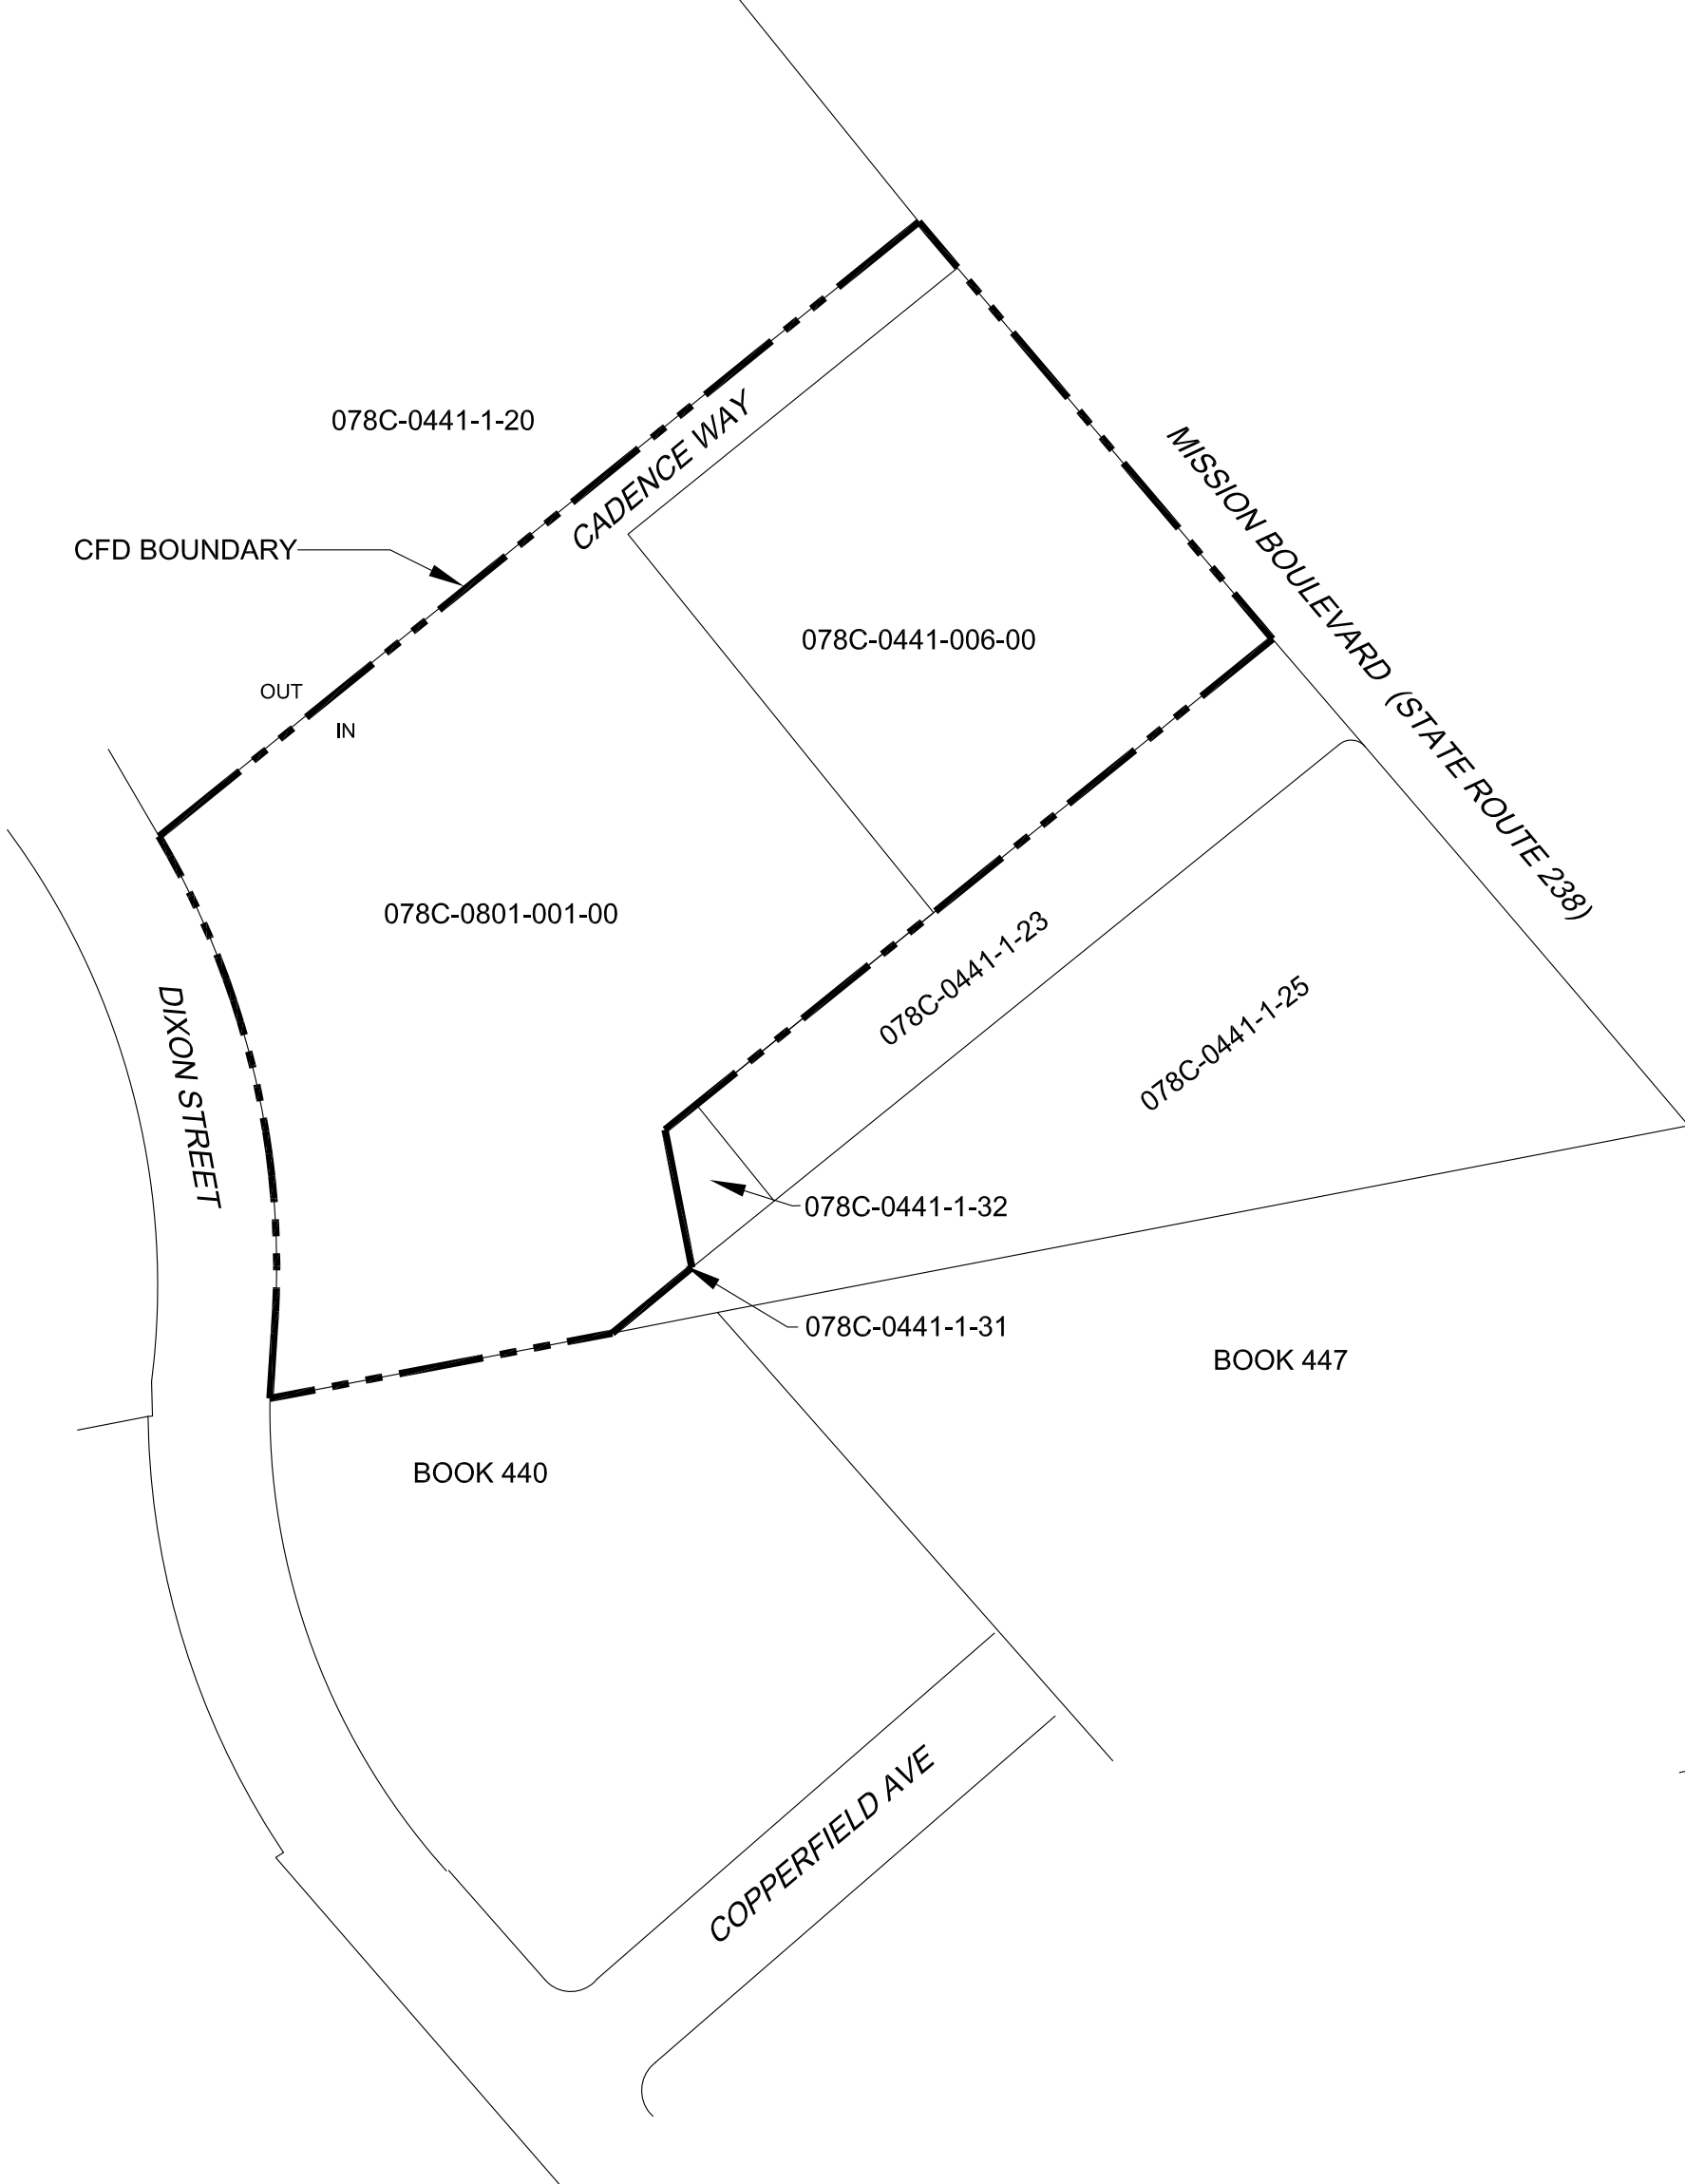 078C-0441-1-20
CADENCE WAY
MISSION BOULEVARD (STATE ROUTE 238)
CFD BOUNDARY
078C-0441-006-00
OUT
IN
078C-0801-001-00
078C-0441-1-23
078C-0441-1-25
DIXON STREET
078C-0441-1-32
078C-0441-1-31
BOOK 447
BOOK 440
COPPERFIELD AVE